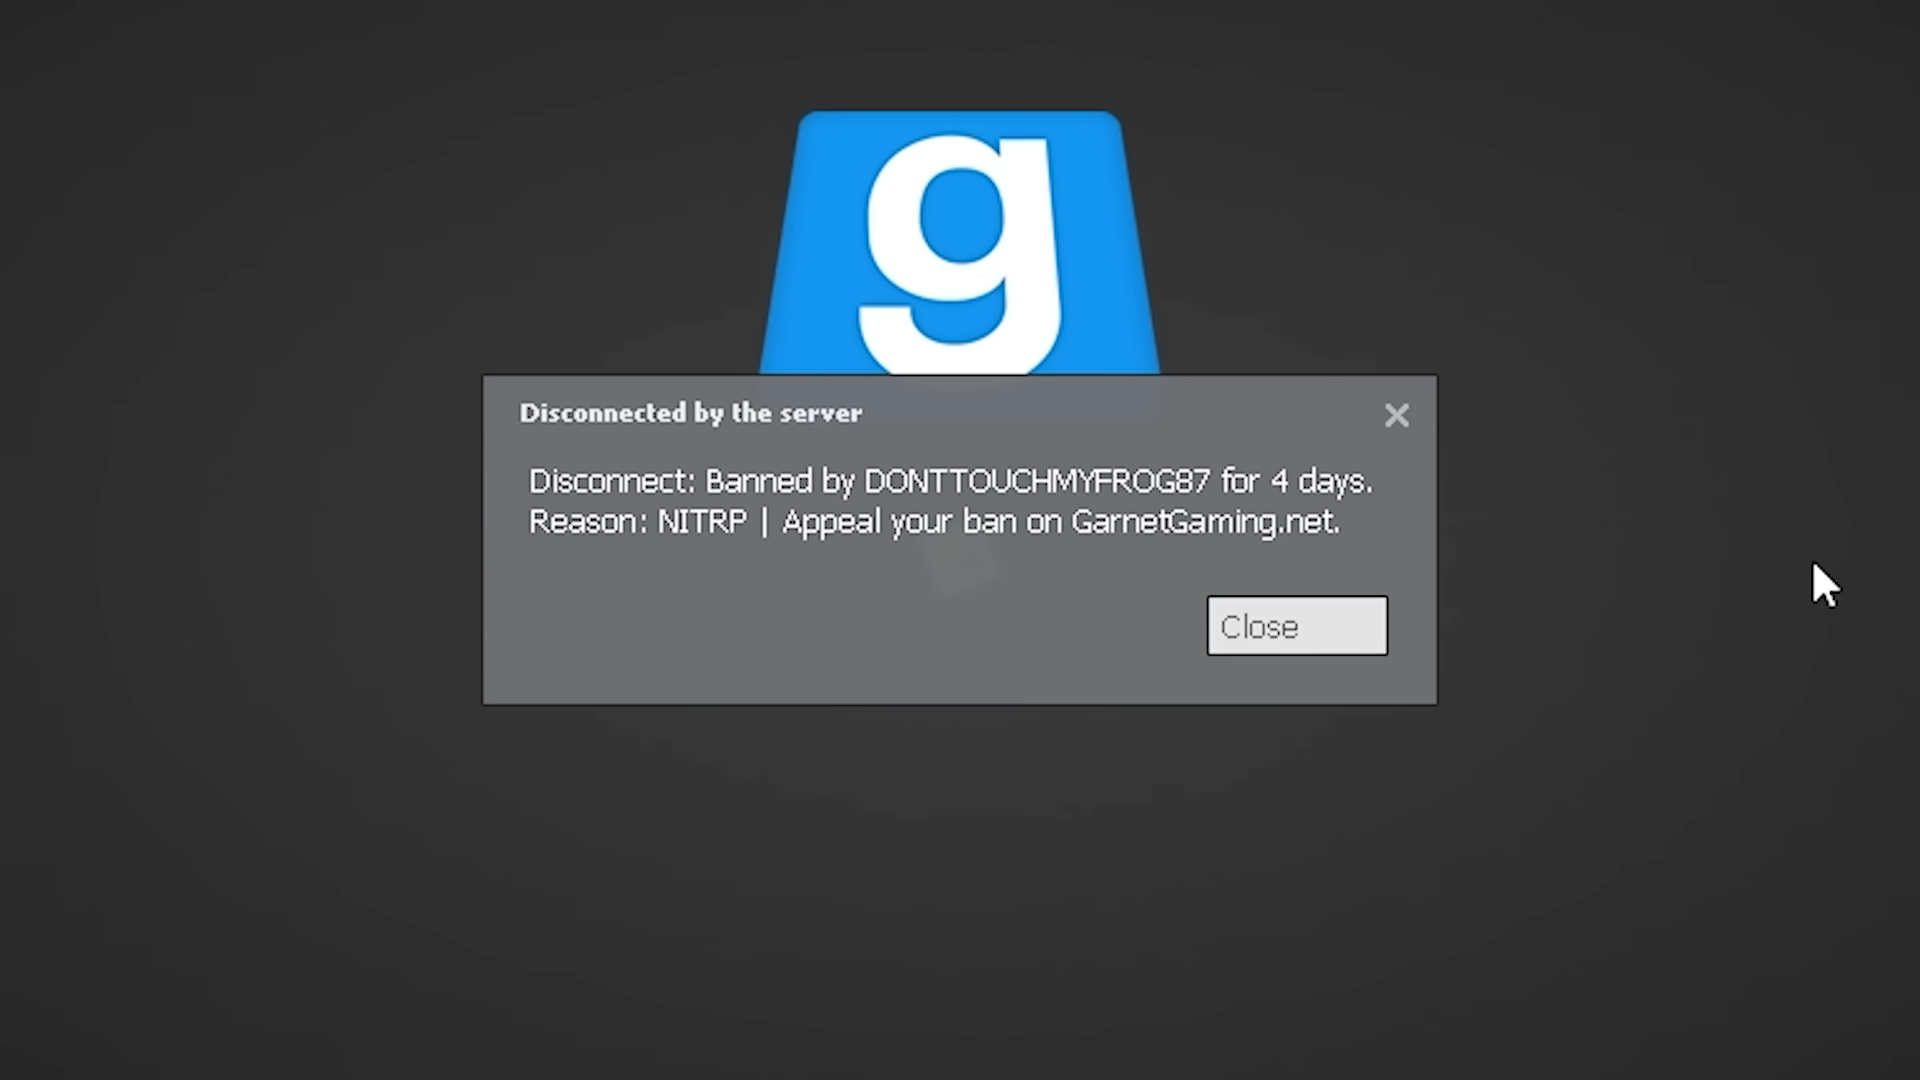 g
Disconnected by the server
Disconnect: Banned by DONTTOUCHMYFROG87 for 4 days.
Reason: NITRP | Appeal your ban on GarnetGaming.net.
Close